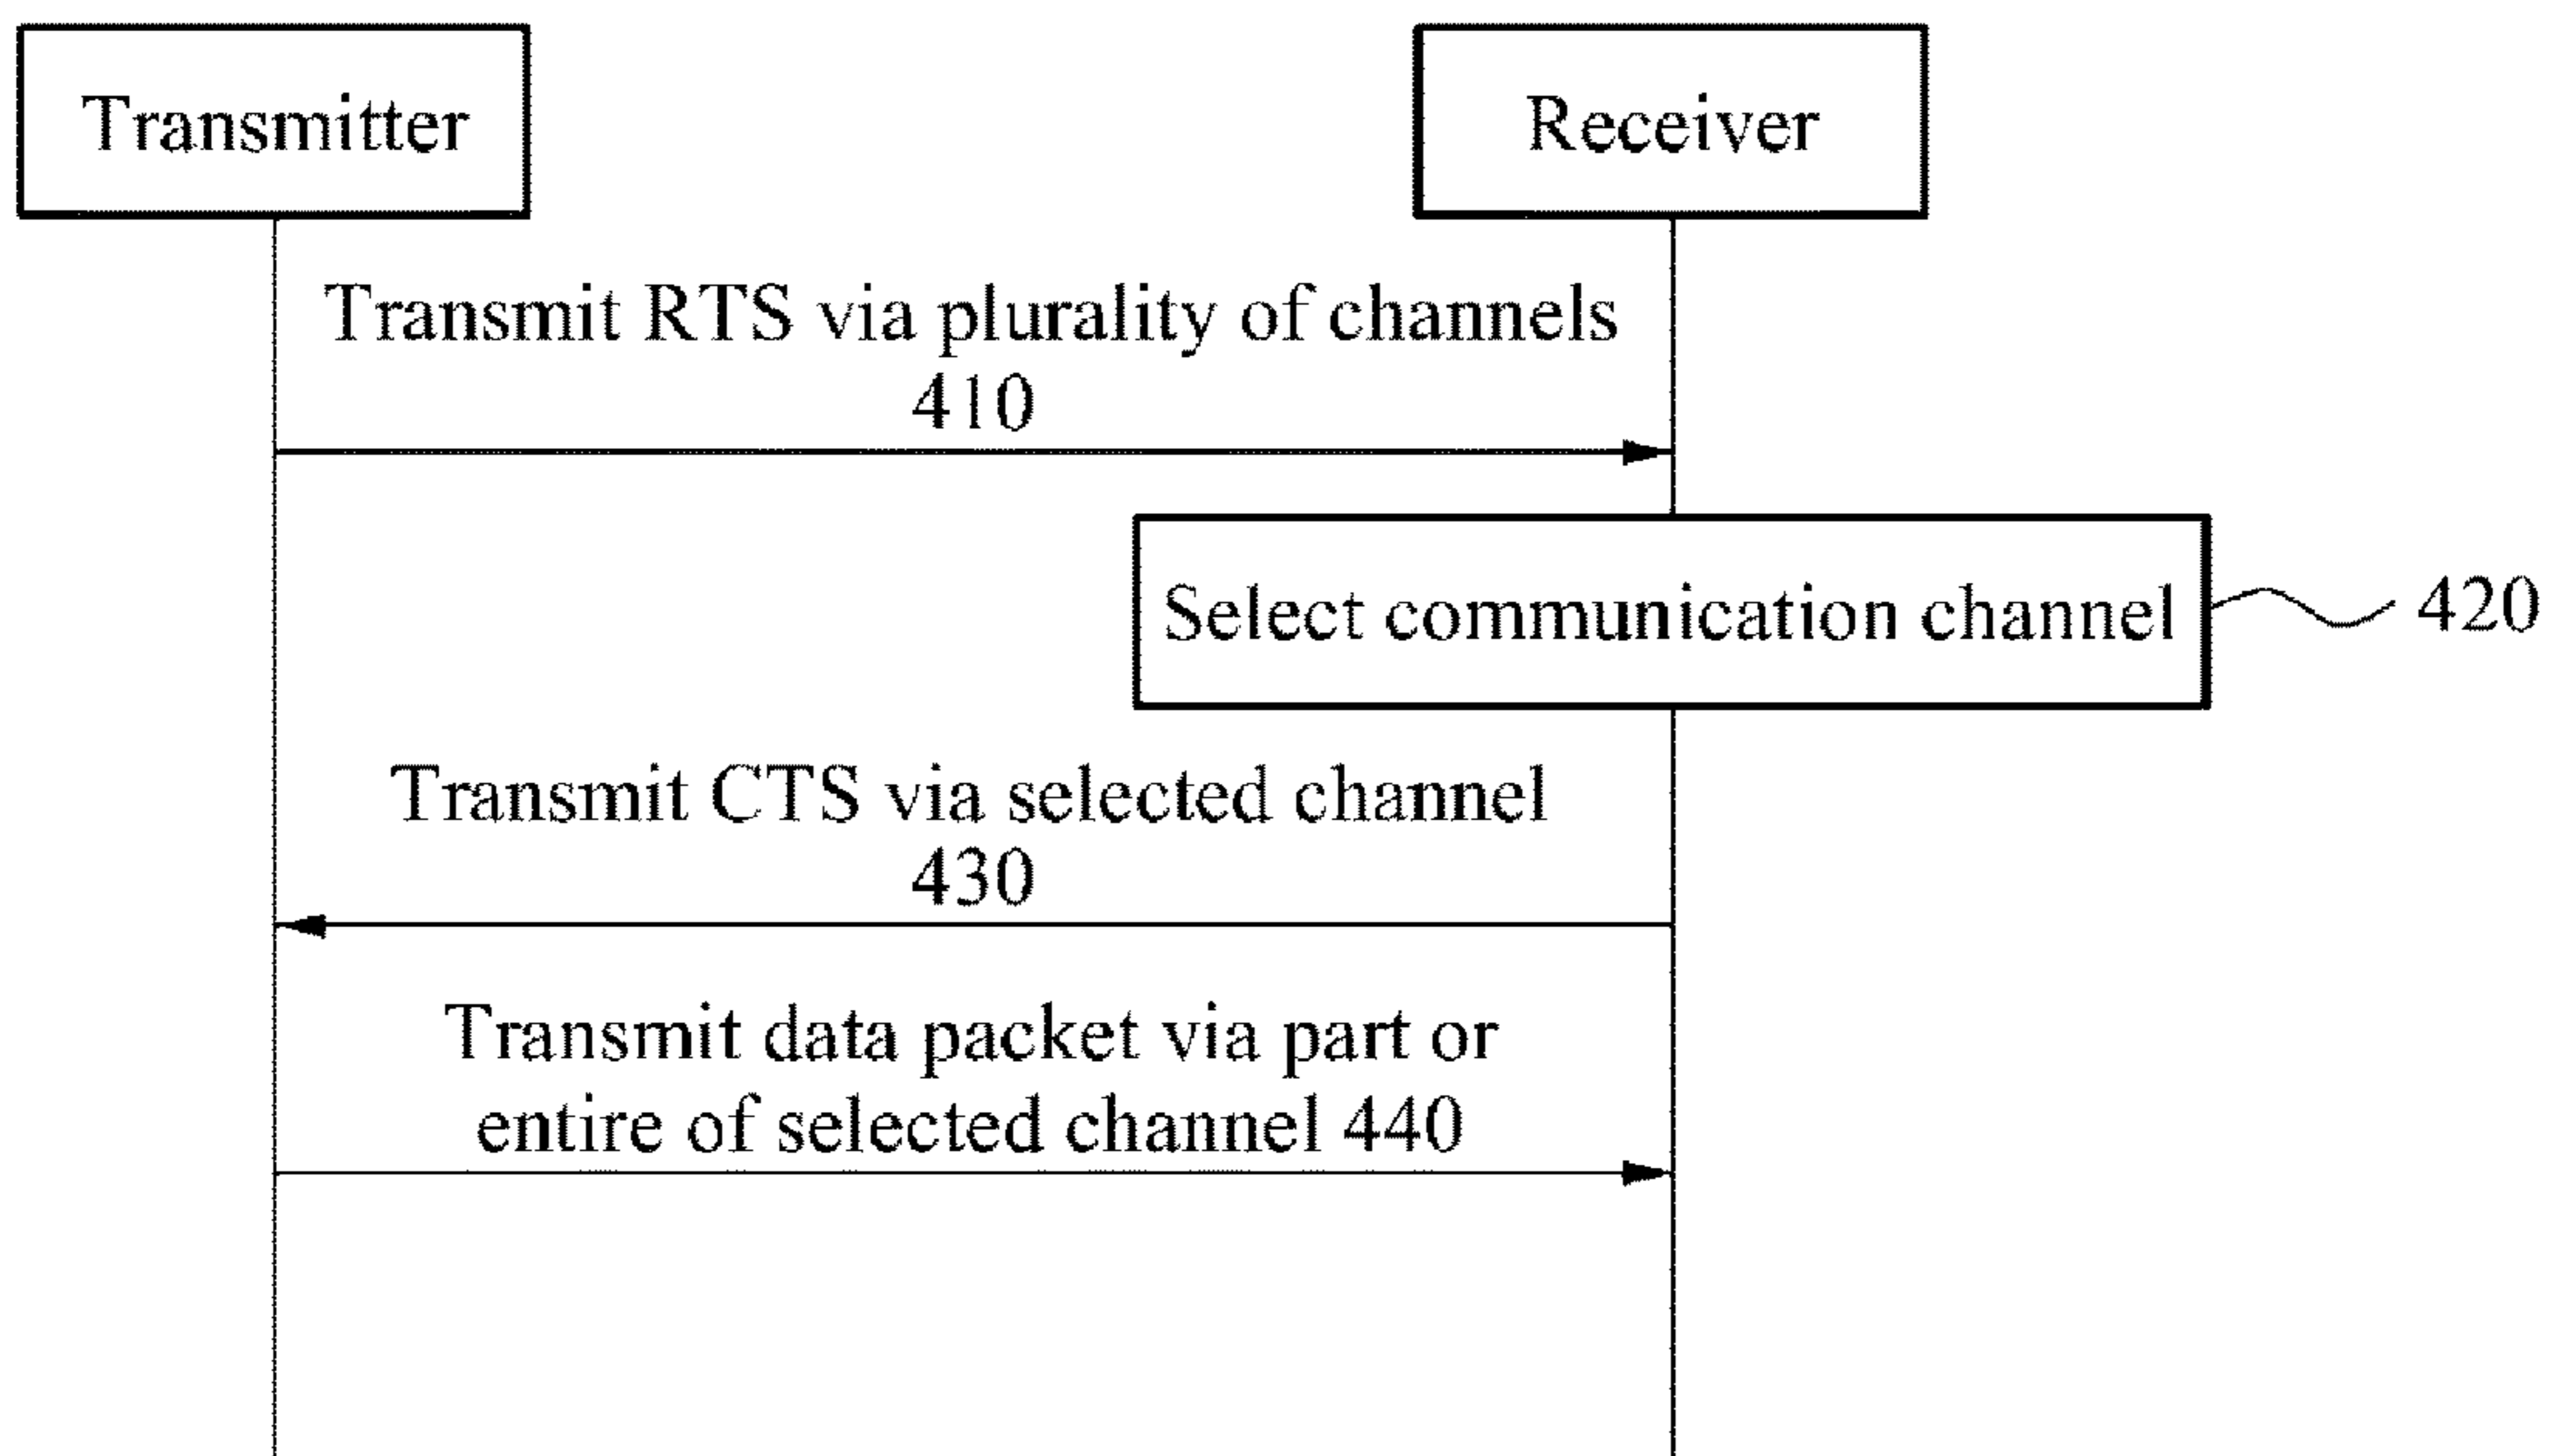 Transmitter
Receiver
Transmit RTS via plurality of channels
410
Select communication channel
420
Transmit CTS via selected channel
430
Transmit data packet via part or
entire of selected channel 440